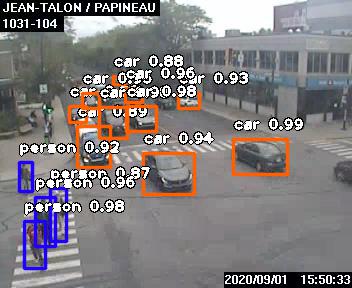 JEAN-TALON / PAPINEAU
1031-104
car 0.88
car 0.96
car 0.93
0.98
car 0.89
car 0.94
car 0.99
person 0.92
person 0.87
person 0.96
person 0.98
2020/09/01 15:50:33